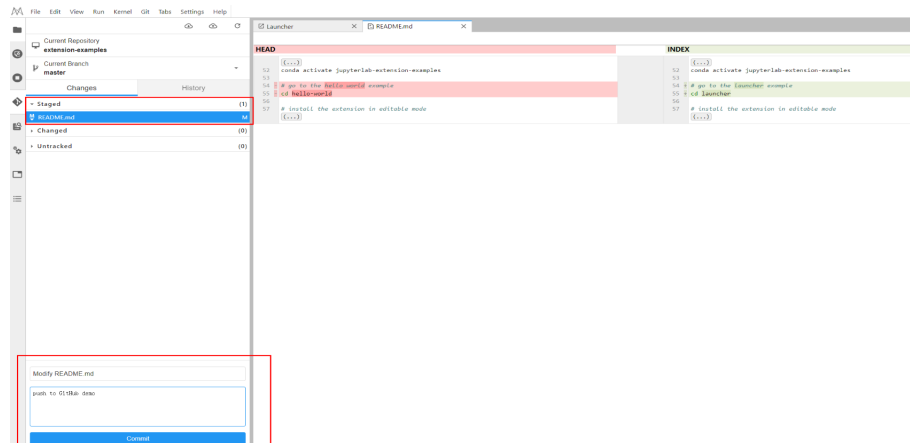 File Edit View Run Kernel Git Tabs Settings Help
Current Repository
extension-examples
Current Branch
master
Changes History
Staged (1)
README.md M
Changed (0)
Untracked (0)
Modify README.md
push to GitHub demo
Commit
Launcher README.md
HEAD
(...)
52 conda activate jupyterlab-extension-examples
53
54 - # go to the hello-world example
55 - cd hello-world
56
57 # install the extension in editable mode
(...)
INDEX
(...)
52 conda activate jupyterlab-extension-examples
53
54 + # go to the launcher example
55 + cd launcher
56
57 # install the extension in editable mode
(...)